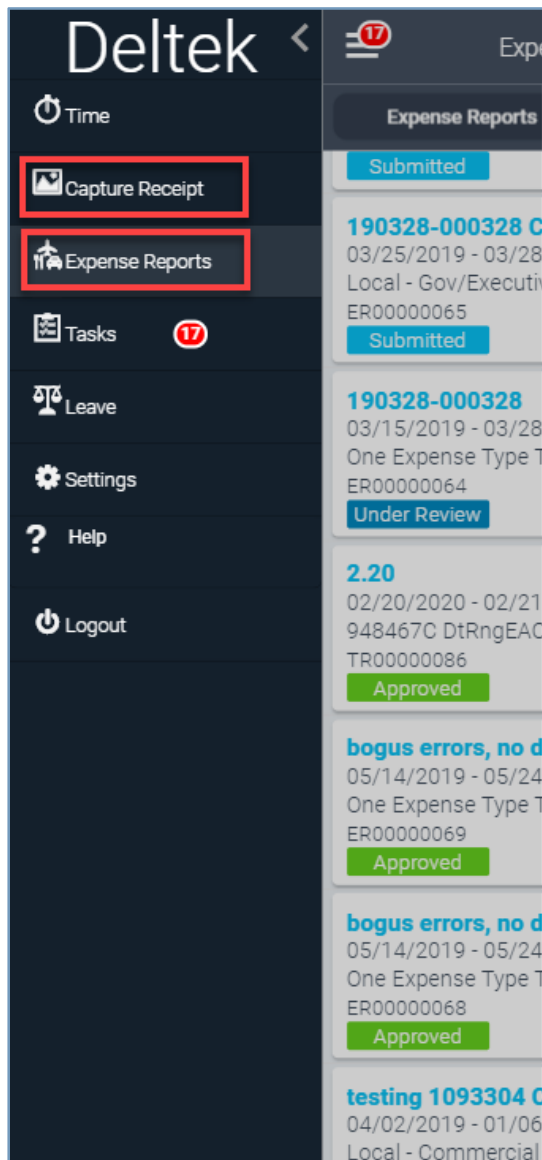 Deltek
Time
Capture Receipt
Expense Reports
Tasks 17
Leave
Settings
? Help
Logout
17
Expe
Expense Reports
Submitted
190328-000328 C
03/25/2019 - 03/28
Local - Gov/Executiv
ER00000065
Submitted
190328-000328
03/15/2019 - 03/28
One Expense Type T
ER00000064
Under Review
2.20
02/20/2020 - 02/21
948467C DtRngEAC
TR00000086
Approved
bogus errors, no d
05/14/2019 - 05/24
One Expense Type T
ER00000069
Approved
bogus errors, no d
05/14/2019 - 05/24
One Expense Type T
ER00000068
Approved
testing 1093304 C
04/02/2019 - 01/06
Local - Commercial